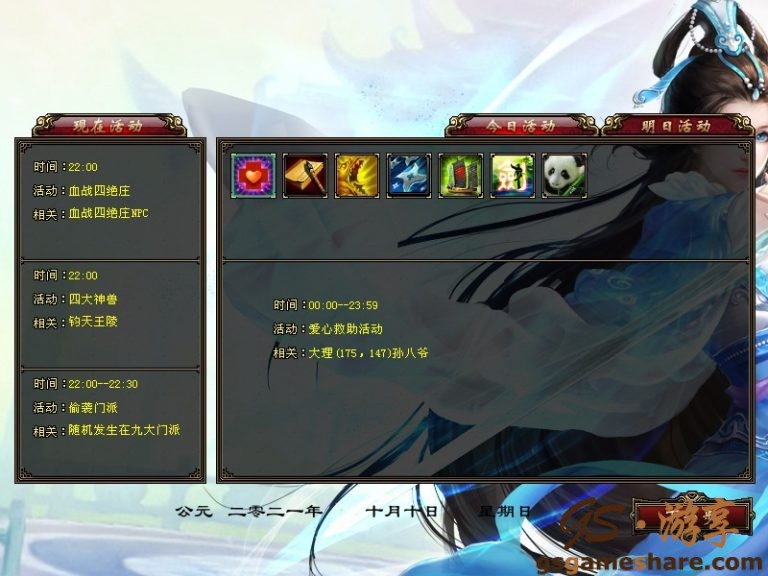 现在活动
今日活动
明日活动
时间：22:00
活动：血战四绝庄
相关：血战四绝庄NPC
时间：22:00
活动：四大神兽
相关：钧天王陵
时间：22:00--22:30
活动：偷袭门派
相关：随机发生在九大门派
时间：00:00--23:59
活动：爱心救助活动
相关：大理(175，147)孙八爷
公元 二零二一年 十月十日 星期日
GS·游享
gsgameshare.com